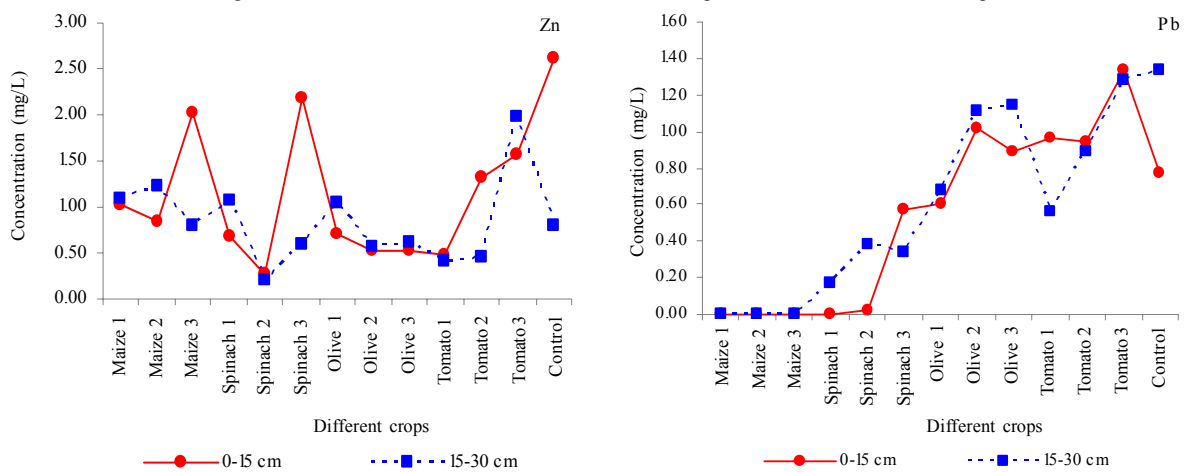 Zn
3.00
2.50
2.00
1.50
1.00
0.50
0.00
Concentration (mg/L)
Maize 1
Maize 2
Maize 3
Spinach 1
Spinach 2
Spinach 3
Olive 1
Olive 2
Olive 3
Tomato 1
Tomato 2
Tomato 3
Control
Different crops
0-15 cm
15-30 cm
Pb
1.60
1.40
1.20
1.00
0.80
0.60
0.40
0.20
0.00
Concentration (mg/L)
Maize 1
Maize 2
Maize 3
Spinach 1
Spinach 2
Spinach 3
Olive 1
Olive 2
Olive 3
Tomato 1
Tomato 2
Tomato 3
Control
Different crops
0-15 cm
15-30 cm